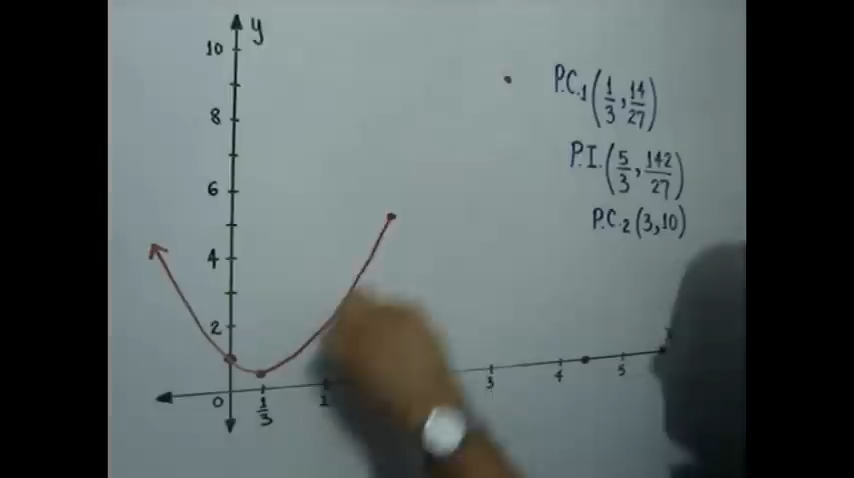 y
10
8
6
4
2
0
1/3
1
3
4
5
P.C.1 (1/3, 14/27)
P.I. (5/3, 142/27)
P.C.2 (3,10)